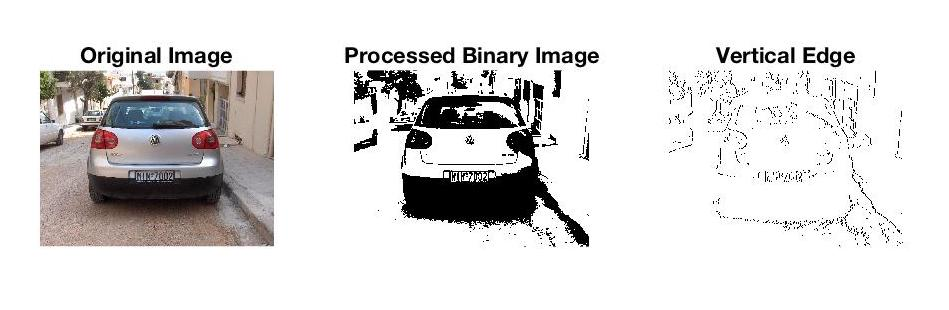 Original Image
Processed Binary Image
Vertical Edge